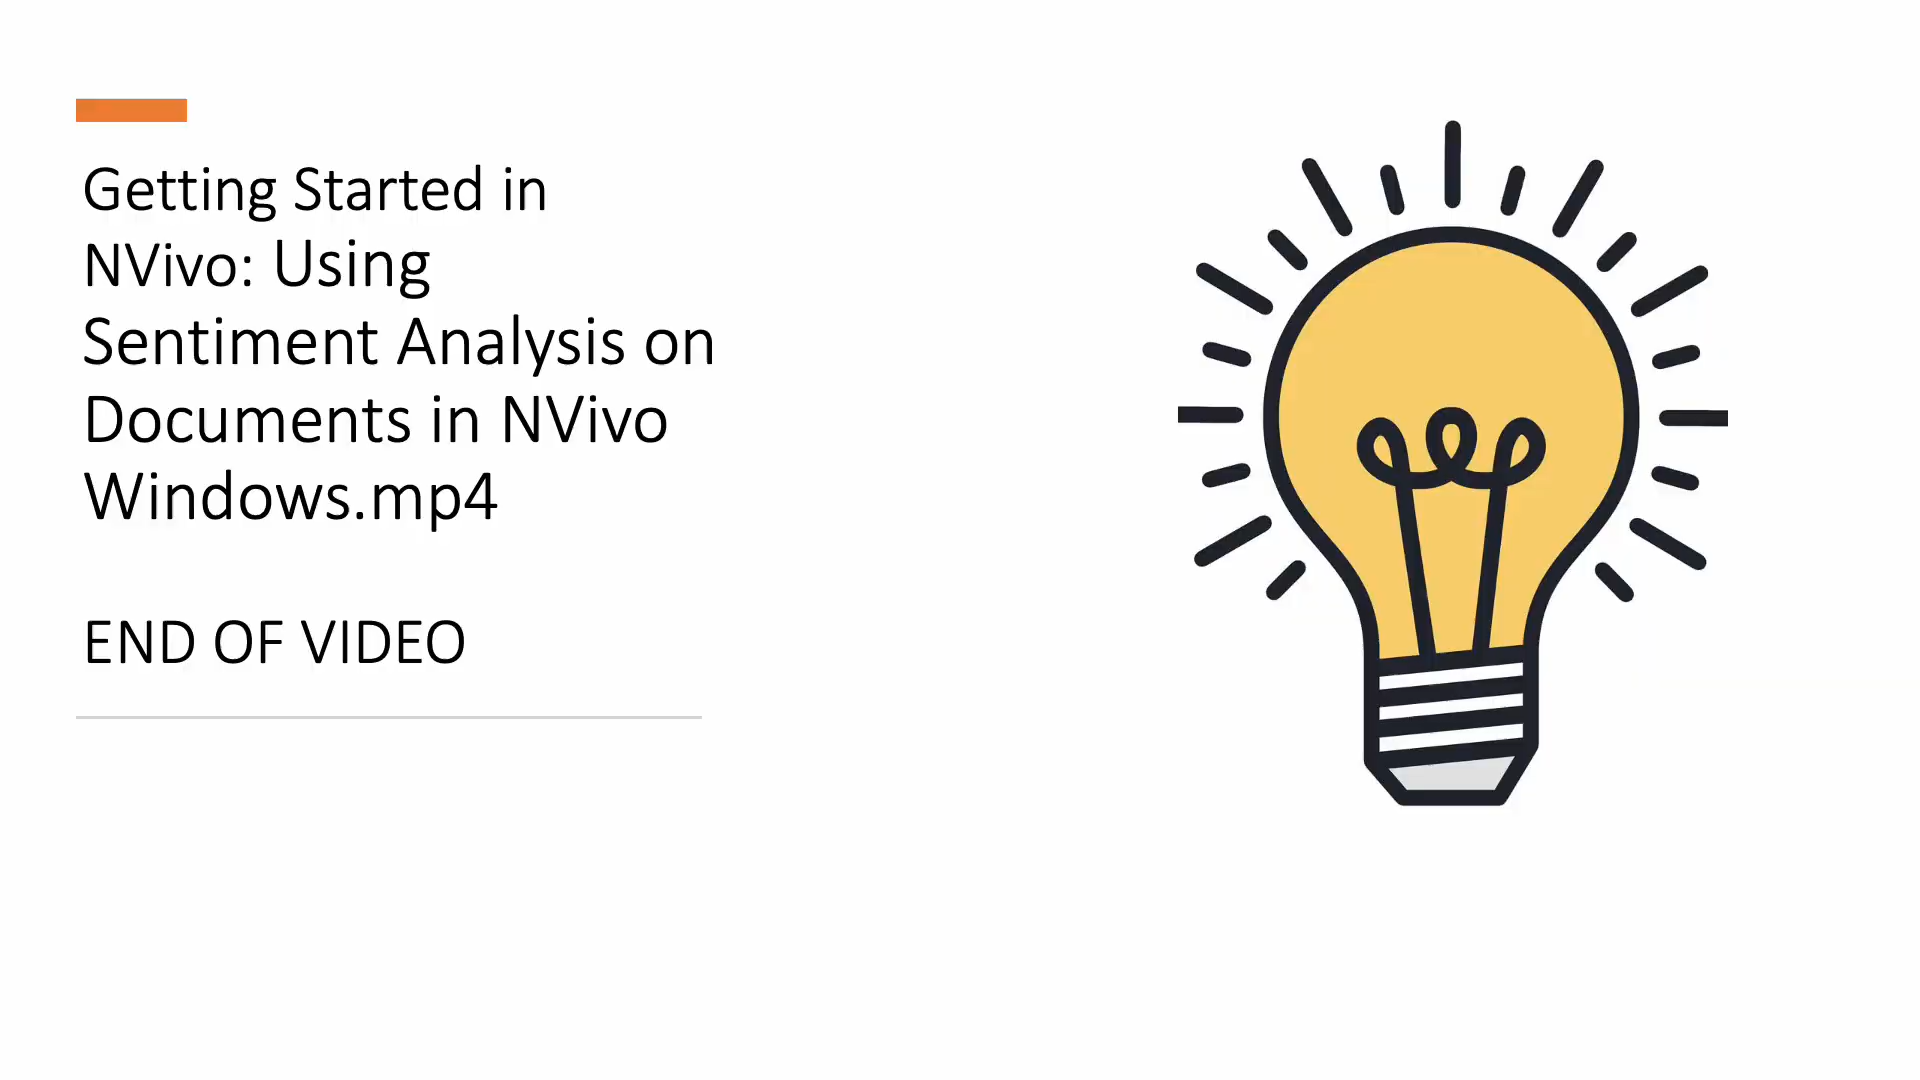 Getting Started in
NVivo: Using
Sentiment Analysis on
Documents in NVivo
Windows.mp4
END OF VIDEO